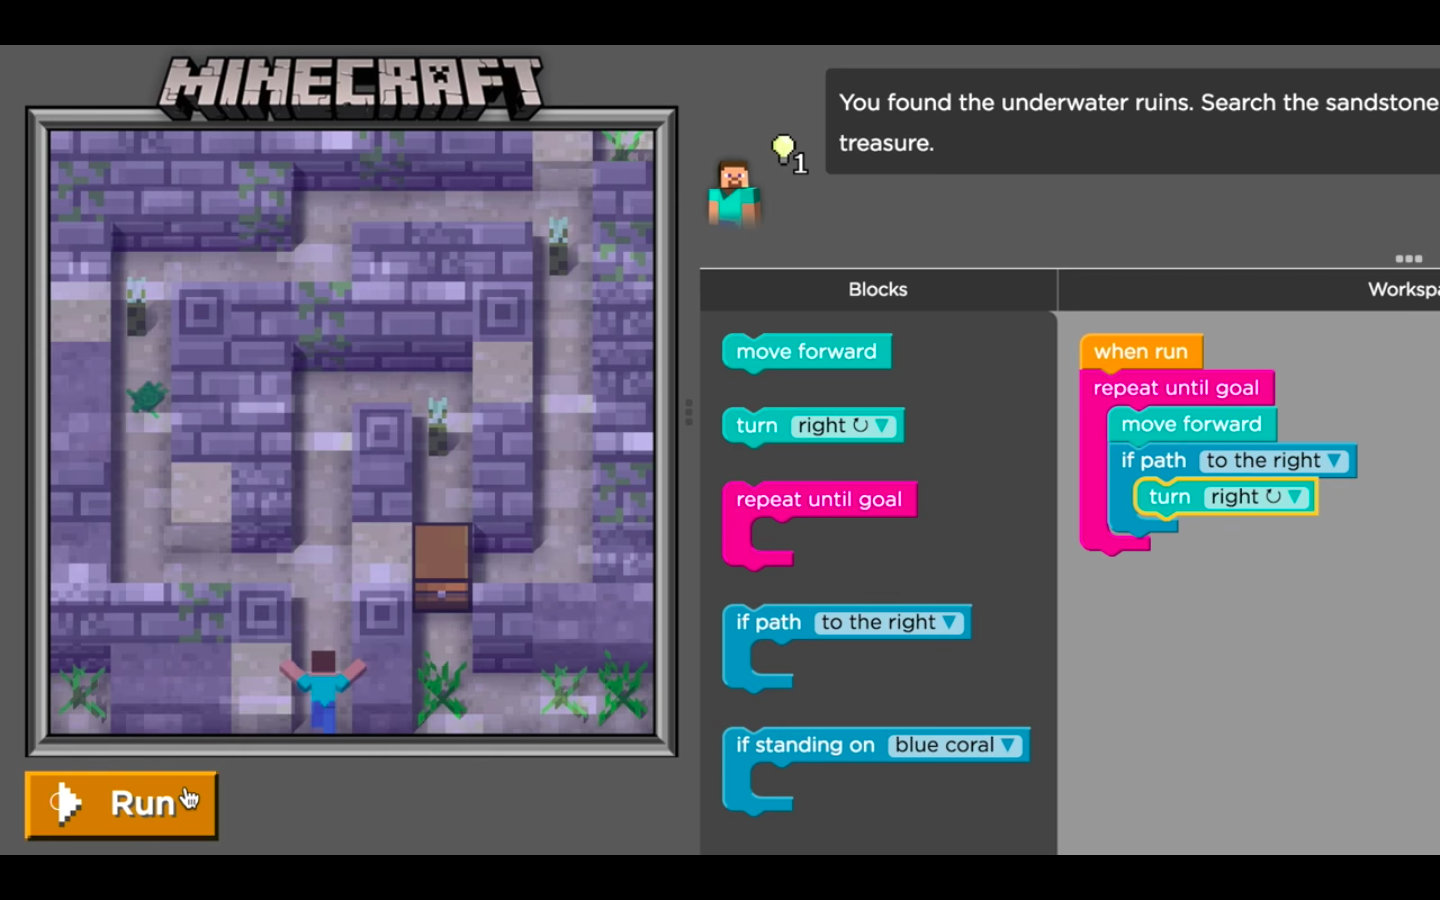 MINECRAFT
You found the underwater ruins. Search the sandstone
treasure.
1
Blocks
Workspa
move forward
turn right
repeat until goal
if path to the right
if standing on blue coral
when run
repeat until goal
move forward
if path to the right
turn right
Run